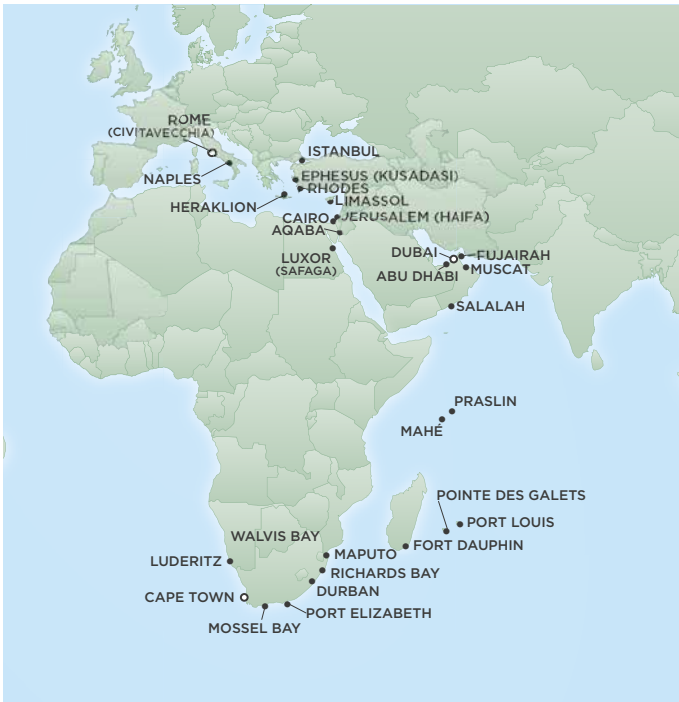 ROME
(CIVITAVECCHIA)
ISTANBUL
NAPLES
EPHESUS (KUSADASI)
RHODES
HERAKLION
LIMASSOL
CAIRO
JERUSALEM (HAIFA)
AQABA
LUXOR
(SAFAGA)
DUBAI
FUJAIRAH
ABU DHABI
MUSCAT
SALALAH
PRASLIN
MAHÉ
POINTE DES GALETS
PORT LOUIS
WALVIS BAY
FORT DAUPHIN
MAPUTO
LUDERITZ
RICHARDS BAY
DURBAN
CAPE TOWN
PORT ELIZABETH
MOSSEL BAY